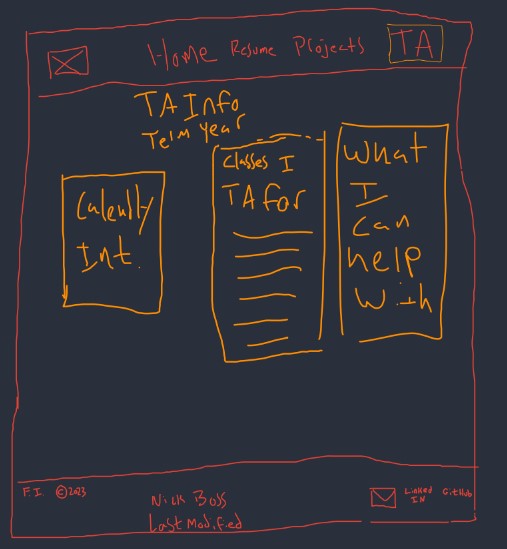 Home Resume Projects TA
TA Info
Term Year
Calendly
Int.
Classes I
TA for
What
I
can
help
with
F.I. ©2023
Nick Boss
Last Modified
Linked
IN
GitHub